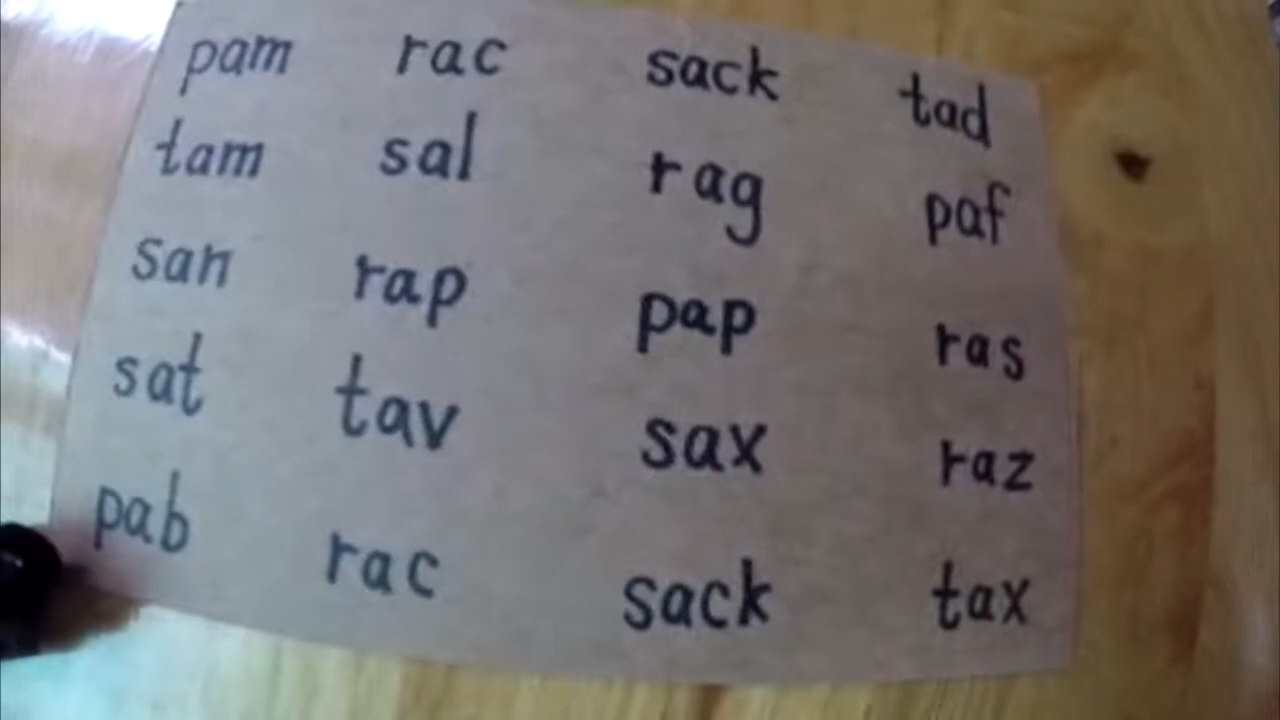 pam rac sack tad
tam sal rag paf
san rap pap ras
sat tav sax raz
pab rac sack tax